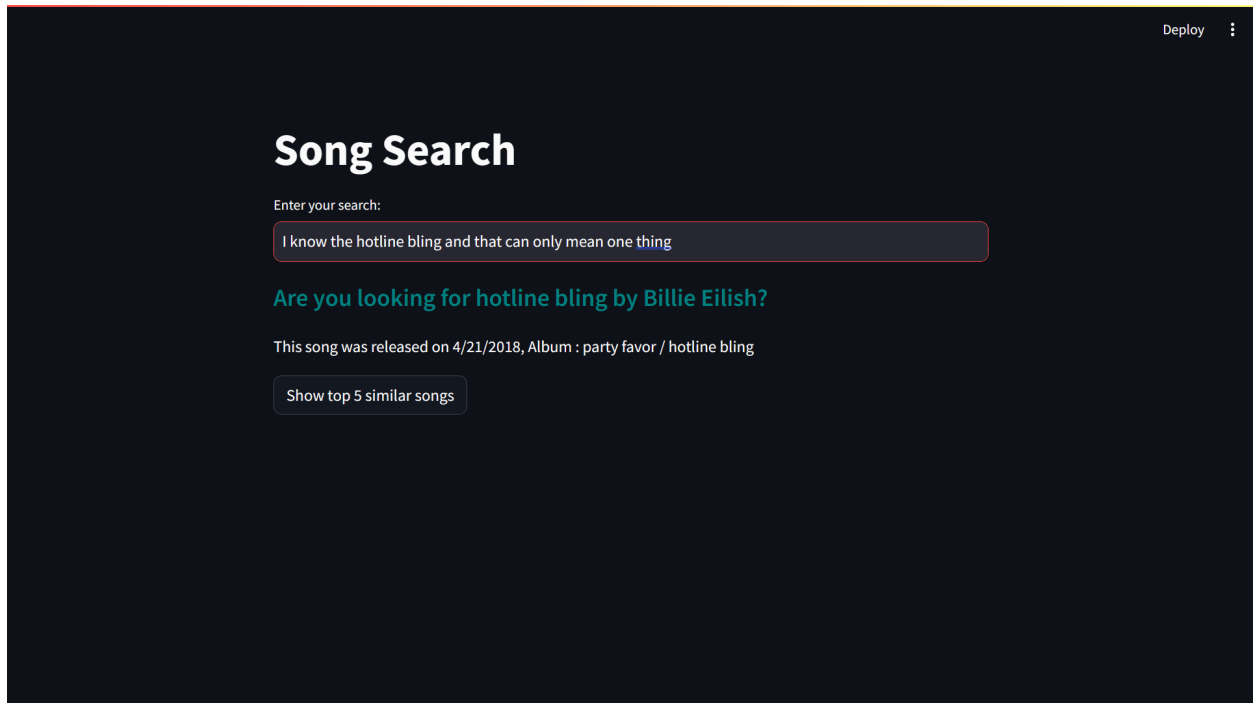 Deploy
Song Search
Enter your search:
I know the hotline bling and that can only mean one thing
Are you looking for hotline bling by Billie Eilish?
This song was released on 4/21/2018, Album : party favor / hotline bling
Show top 5 similar songs